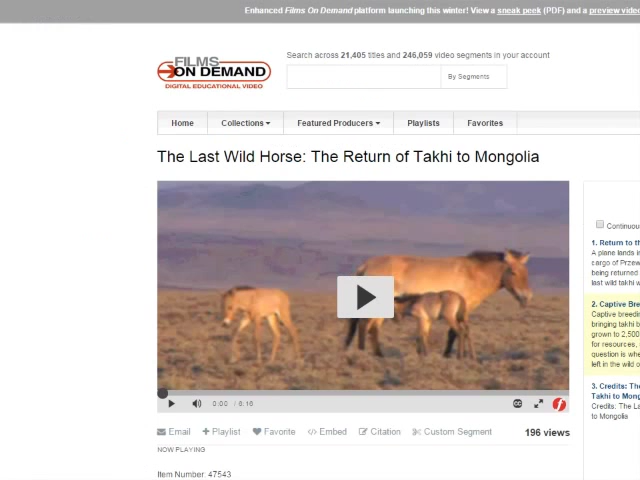 Enhanced Films On Demand platform launching this winter! View a sneak peek (PDF) and a preview video
FILMS
ON DEMAND
DIGITAL EDUCATIONAL VIDEO
Search across 21,405 titles and 246,059 video segments in your account
By Segments
Home Collections Featured Producers Playlists Favorites
The Last Wild Horse: The Return of Takhi to Mongolia
Continuou
1. Return to th
A plane lands i
cargo of Przew
being returned
last wild takhi w
2. Captive Bre
Captive breedin
bringing takhi b
grown to 2,500
for resources,
question is whe
left in the wild o
3. Credits: The
Takhi to Mong
Credits: The La
to Mongolia
0:00 / 6:16 CC
Email Playlist Favorite Embed Citation Custom Segment 196 views
NOW PLAYING
Item Number: 47543